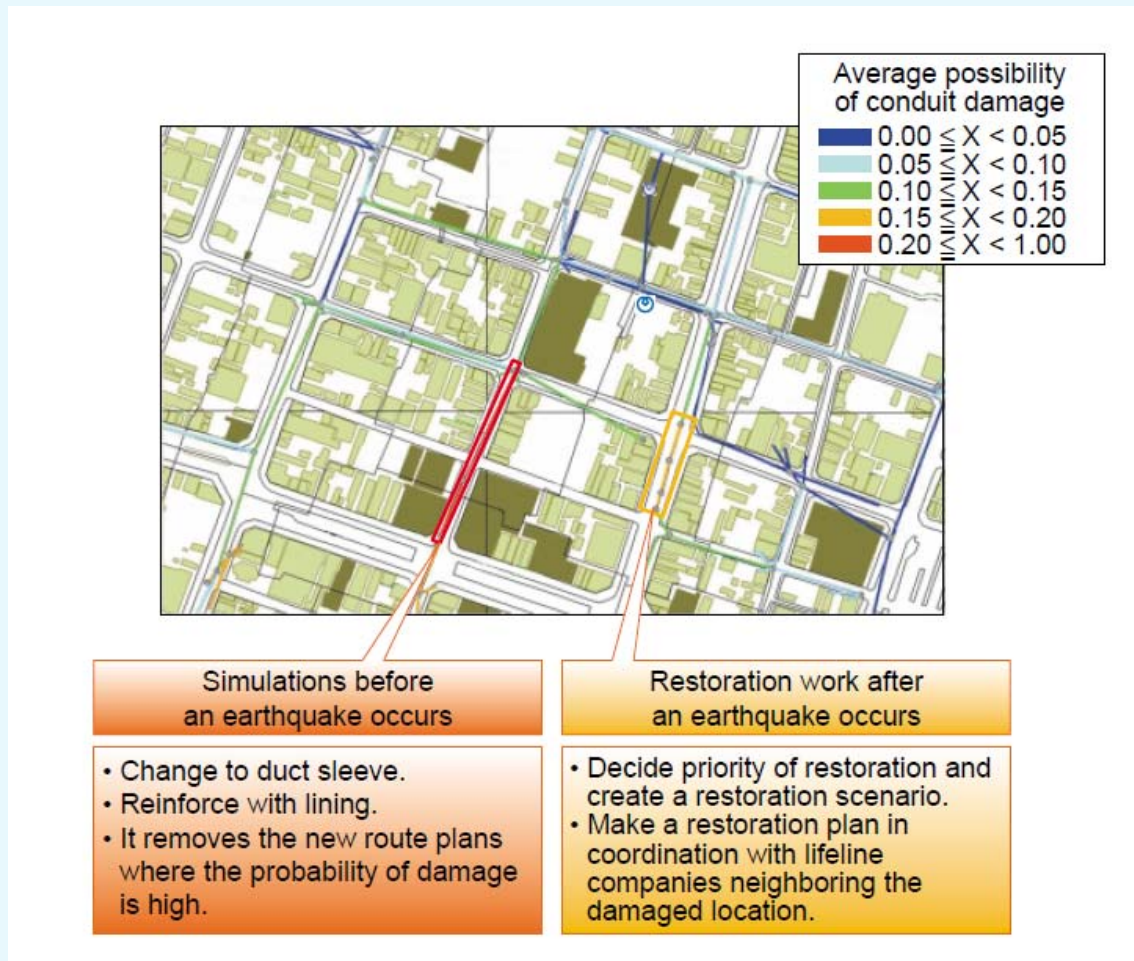 Average possibility
of conduit damage
0.00 ≦ X < 0.05
0.05 ≦ X < 0.10
0.10 ≦ X < 0.15
0.15 ≦ X < 0.20
0.20 ≦ X < 1.00
Simulations before
an earthquake occurs
• Change to duct sleeve.
• Reinforce with lining.
• It removes the new route plans
where the probability of damage
is high.
Restoration work after
an earthquake occurs
• Decide priority of restoration and
create a restoration scenario.
• Make a restoration plan in
coordination with lifeline
companies neighboring the
damaged location.